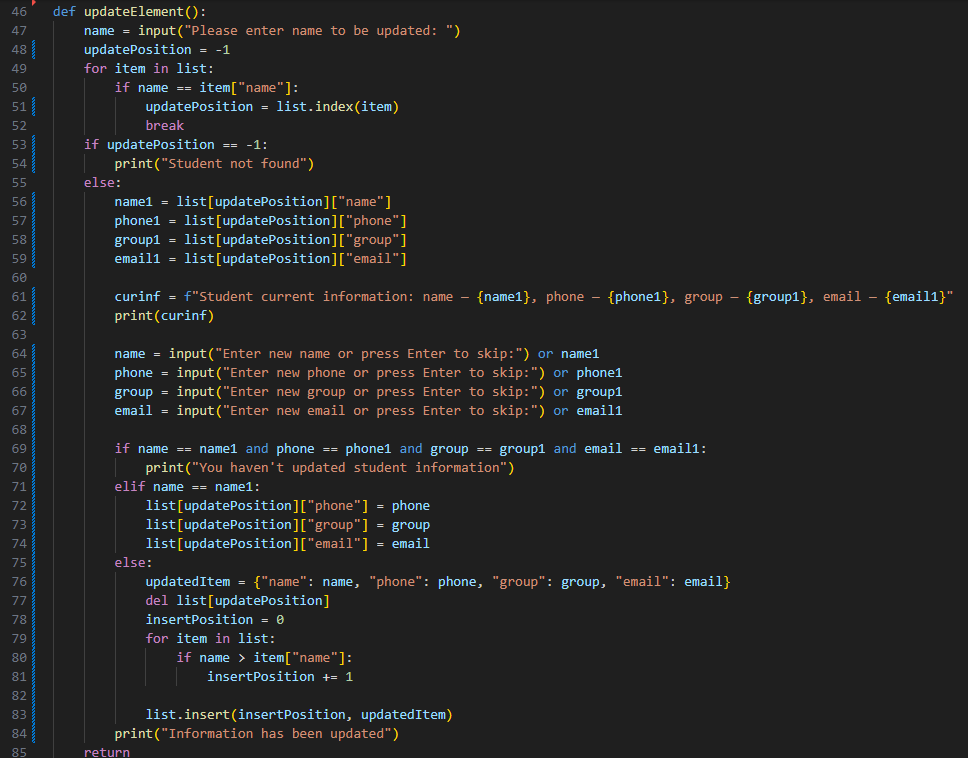 46 def updateElement():
47     name = input("Please enter name to be updated: ")
48     updatePosition = -1
49     for item in list:
50         if name == item["name"]:
51             updatePosition = list.index(item)
52             break
53     if updatePosition == -1:
54         print("Student not found")
55     else:
56         name1 = list[updatePosition]["name"]
57         phone1 = list[updatePosition]["phone"]
58         group1 = list[updatePosition]["group"]
59         email1 = list[updatePosition]["email"]
60
61         curinf = f"Student current information: name – {name1}, phone – {phone1}, group – {group1}, email – {email1}"
62         print(curinf)
63
64         name = input("Enter new name or press Enter to skip:") or name1
65         phone = input("Enter new phone or press Enter to skip:") or phone1
66         group = input("Enter new group or press Enter to skip:") or group1
67         email = input("Enter new email or press Enter to skip:") or email1
68
69         if name == name1 and phone == phone1 and group == group1 and email == email1:
70             print("You haven't updated student information")
71         elif name == name1:
72             list[updatePosition]["phone"] = phone
73             list[updatePosition]["group"] = group
74             list[updatePosition]["email"] = email
75         else:
76             updatedItem = {"name": name, "phone": phone, "group": group, "email": email}
77             del list[updatePosition]
78             insertPosition = 0
79             for item in list:
80                 if name > item["name"]:
81                     insertPosition += 1
82
83             list.insert(insertPosition, updatedItem)
84         print("Information has been updated")
85     return